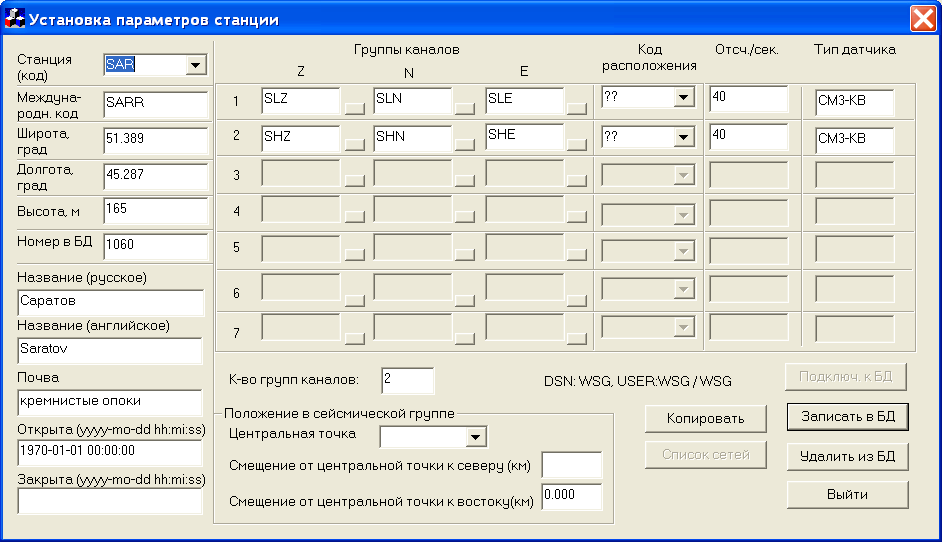 Установка параметров станции
Станция
(код)
SAR
Междуна-
родн. код
SARR
Широта,
град
51.389
Долгота,
град
45.287
Высота, м
165
Номер в БД
1060
Название (русское)
Саратов
Название (английское)
Saratov
Почва
кремнистые опоки
Открыта (yyyy-mo-dd hh:mi:ss)
1970-01-01 00:00:00
Закрыта (yyyy-mo-dd hh:mi:ss)
Группы каналов
Z N E
Код
расположения
Отсч./сек.
Тип датчика
1 SLZ SLN SLE ?? 40 СМ3-КВ
2 SHZ SHN SHE ?? 40 СМ3-КВ
3
4
5
6
7
К-во групп каналов: 2
DSN: WSG, USER:WSG / WSG
Положение в сейсмической группе
Центральная точка
Смещение от центральной точки к северу (км)
Смещение от центральной точки к востоку(км) 0.000
Копировать
Список сетей
Подключ. к БД
Записать в БД
Удалить из БД
Выйти